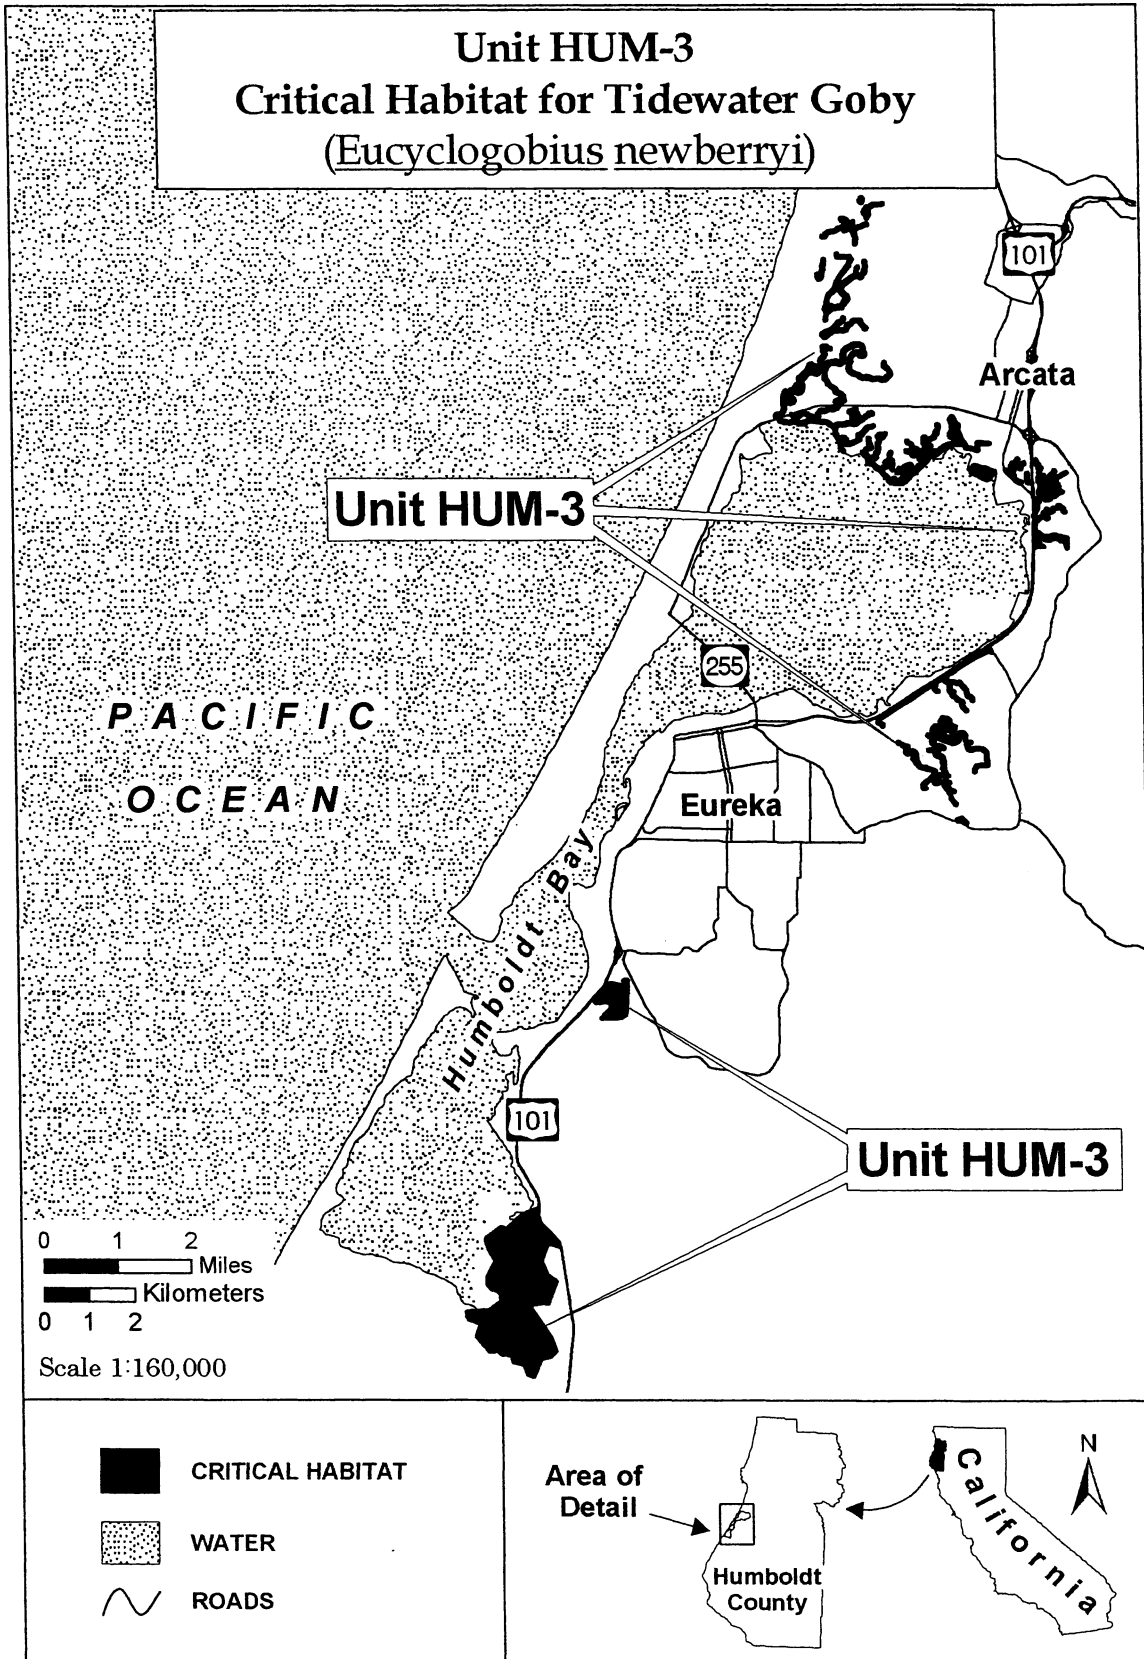 Unit HUM-3
Critical Habitat for Tidewater Goby
(Eucyclogobius newberryi)
101
Arcata
Unit HUM-3
255
PACIFIC
OCEAN
Eureka
Humboldt Bay
101
Unit HUM-3
0 1 2
Miles
Kilometers
0 1 2
Scale 1:160,000
CRITICAL HABITAT
WATER
ROADS
Area of
Detail
Humboldt
County
California
N